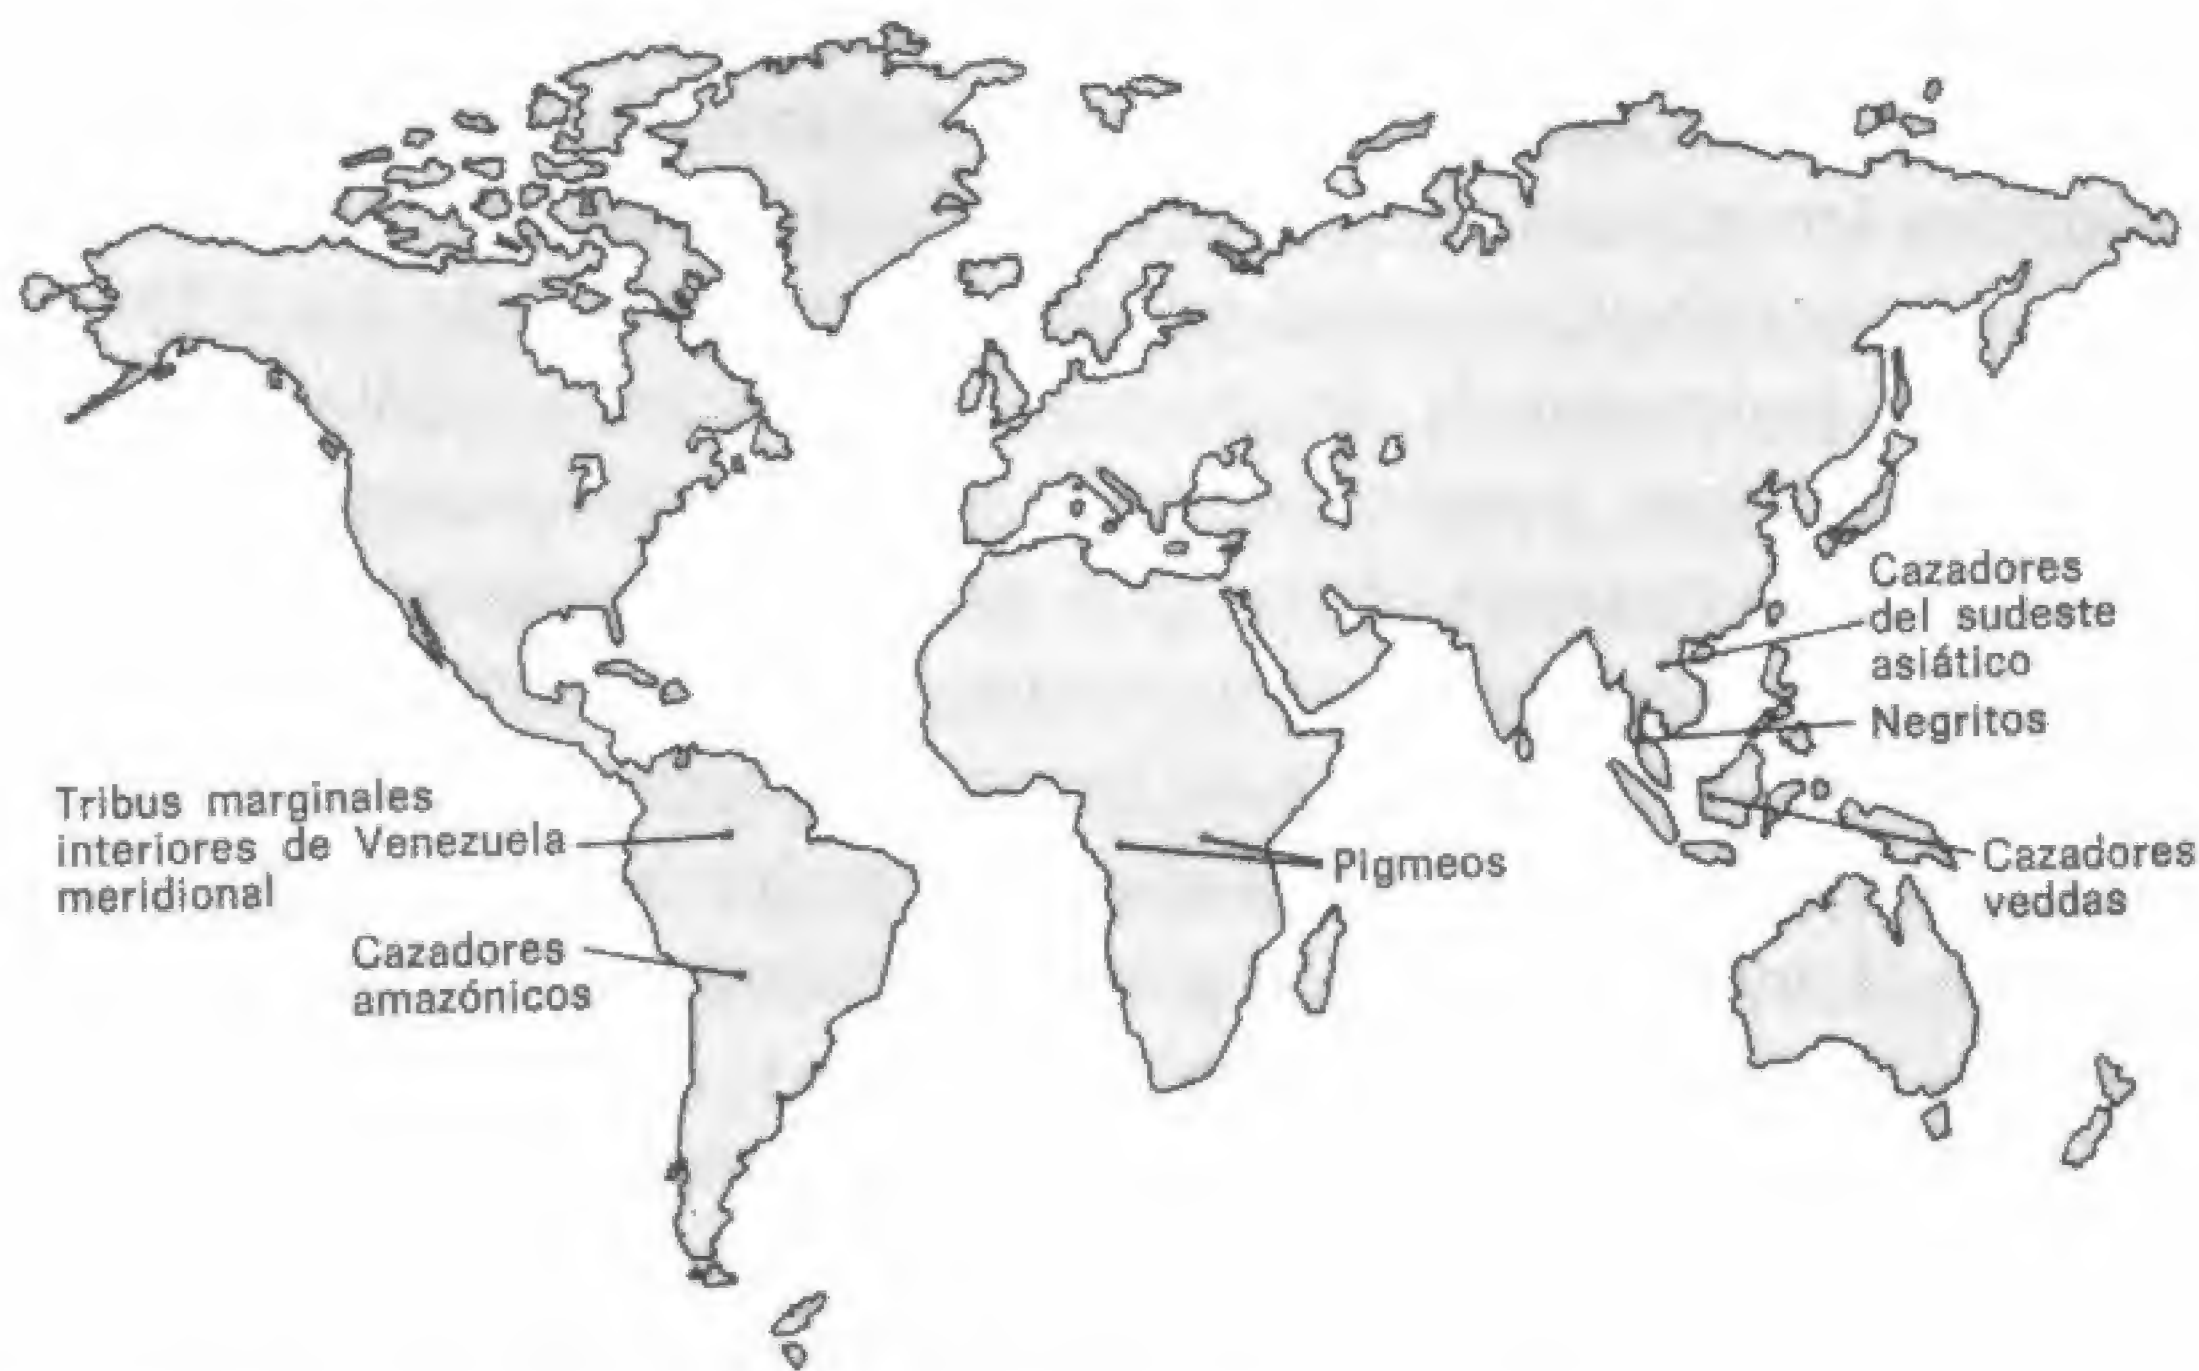 Cazadores
del sudeste
asiático
Negritos
Tribus marginales
interiores de Venezuela
meridional
Pigmeos
Cazadores
veddas
Cazadores
amazónicos